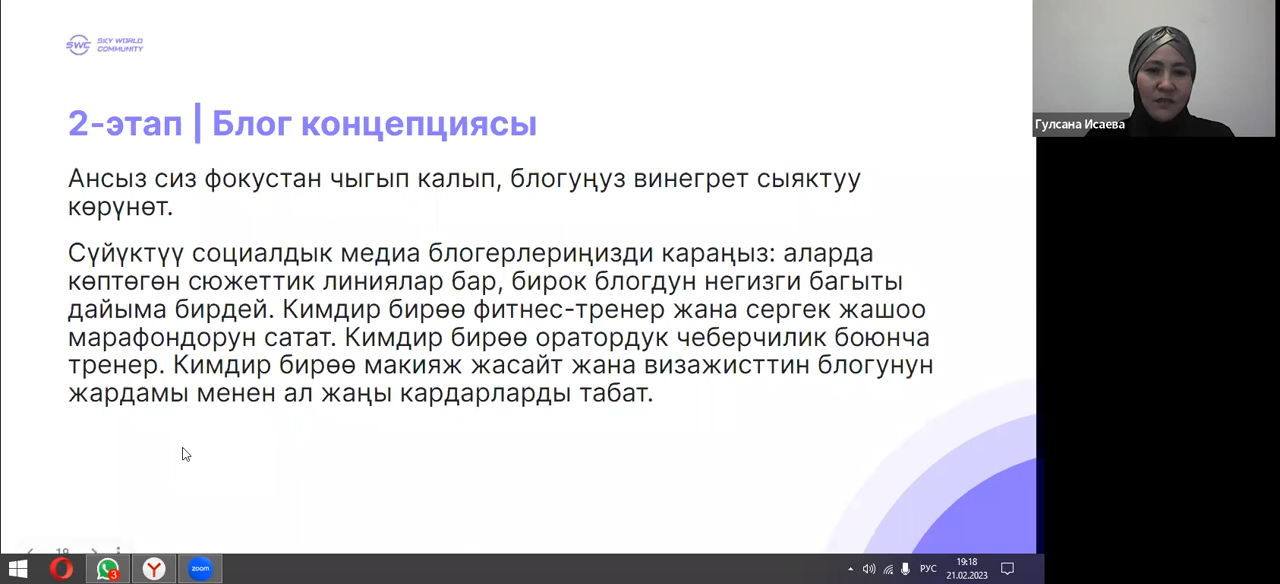 SWC SKY WORLD
COMMUNITY
2-этап | Блог концепциясы
Ансыз сиз фокустан чыгып калып, блогуңуз винегрет сыяктуу
көрүнөт.
Сүйүктүү социалдык медиа блогерлериңизди караңыз: аларда
көптөгөн сюжеттик линиялар бар, бирок блогдун негизги багыты
дайыма бирдей. Кимдир бирөө фитнес-тренер жана сергек жашоо
марафондорун сатат. Кимдир бирөө оратордук чеберчилик боюнча
тренер. Кимдир бирөө макияж жасайт жана визажисттин блогунун
жардамы менен ал жаңы кардарларды табат.
Гулсана Исаева
3
zoom
РУС
19:18
21.02.2023